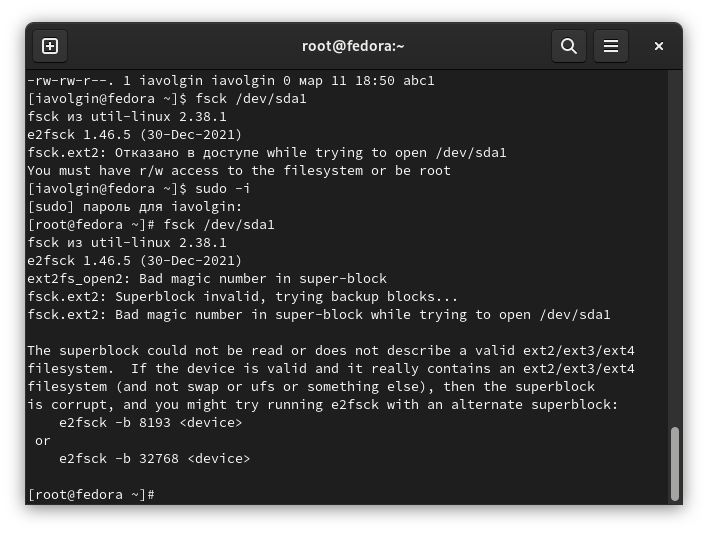 root@fedora:~
-rw-rw-r--. 1 iavolgin iavolgin 0 мар 11 18:50 abc1
[iavolgin@fedora ~]$ fsck /dev/sda1
fsck из util-linux 2.38.1
e2fsck 1.46.5 (30-Dec-2021)
fsck.ext2: Отказано в доступе while trying to open /dev/sda1
You must have r/w access to the filesystem or be root
[iavolgin@fedora ~]$ sudo -i
[sudo] пароль для iavolgin:
[root@fedora ~]# fsck /dev/sda1
fsck из util-linux 2.38.1
e2fsck 1.46.5 (30-Dec-2021)
ext2fs_open2: Bad magic number in super-block
fsck.ext2: Superblock invalid, trying backup blocks...
fsck.ext2: Bad magic number in super-block while trying to open /dev/sda1

The superblock could not be read or does not describe a valid ext2/ext3/ext4
filesystem.  If the device is valid and it really contains an ext2/ext3/ext4
filesystem (and not swap or ufs or something else), then the superblock
is corrupt, and you might try running e2fsck with an alternate superblock:
    e2fsck -b 8193 <device>
 or
    e2fsck -b 32768 <device>

[root@fedora ~]#